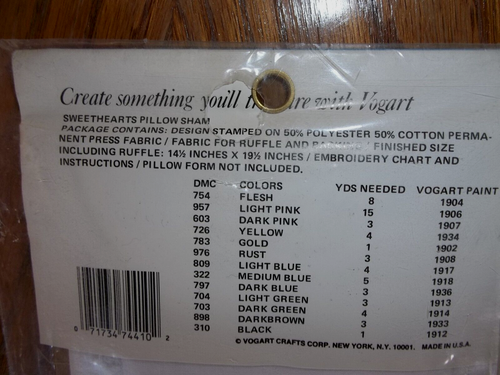 Create something you'll with Vogart
SWEETHEARTS PILLOW SHAM
PACKAGE CONTAINS: DESIGN STAMPED ON 50% POLYESTER 50% COTTON PERMA-
NENT PRESS FABRIC / FABRIC FOR RUFFLE AND FINISHED SIZE
INCLUDING RUFFLE: 14½ INCHES X 19½ INCHES / EMBROIDERY CHART AND
INSTRUCTIONS / PILLOW FORM NOT INCLUDED.
DMC COLORS YDS NEEDED VOGART PAINT
754 FLESH 8 1904
957 LIGHT PINK 15 1906
603 DARK PINK 3 1907
726 YELLOW 4 1934
783 GOLD 1 1902
976 RUST 3 1908
809 LIGHT BLUE 4 1917
322 MEDIUM BLUE 5 1918
797 DARK BLUE 3 1936
704 LIGHT GREEN 3 1913
703 DARK GREEN 4 1914
898 DARKBROWN 3 1933
310 BLACK 1 1912
0 71734 74410 2
© VOGART CRAFTS CORP. NEW YORK, N.Y. 10001. MADE IN U.S.A.